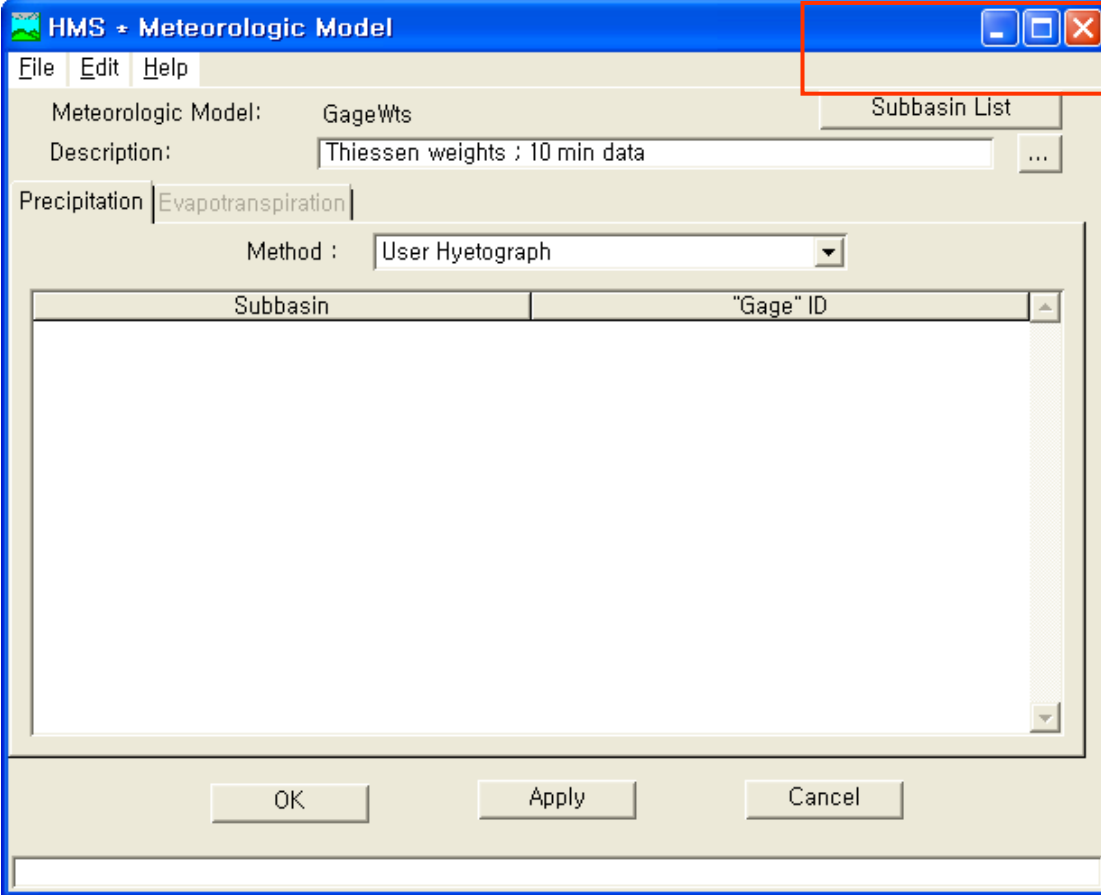 HMS * Meteorologic Model
File Edit Help
Meteorologic Model: GageWts Subbasin List
Description: Thiessen weights ; 10 min data ...
Precipitation Evapotranspiration
Method : User Hyetograph
Subbasin "Gage" ID
OK Apply Cancel